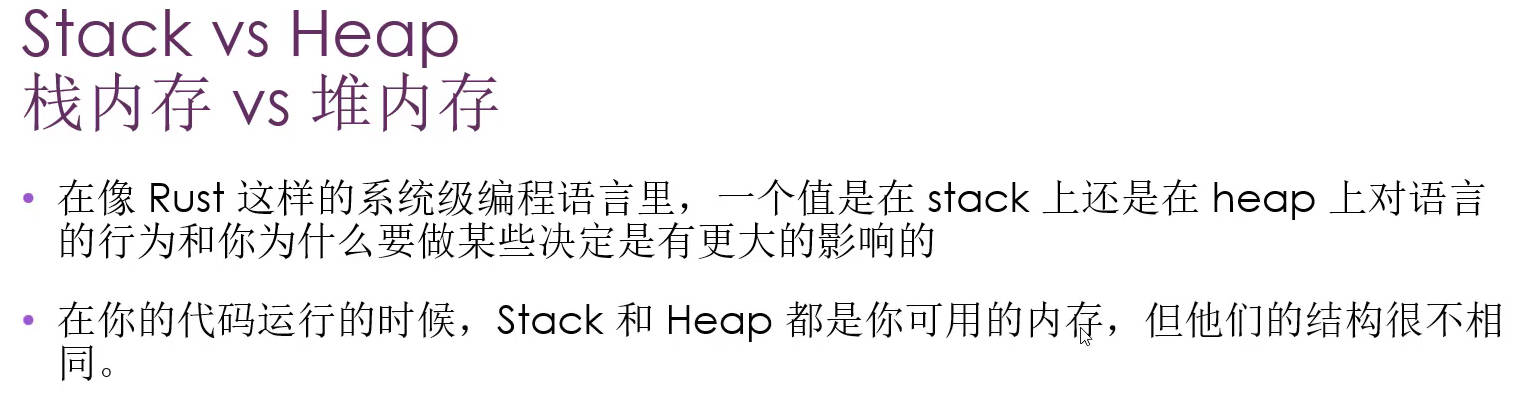 Stack vs Heap
栈内存 vs 堆内存
• 在像 Rust 这样的系统级编程语言里，一个值是在 stack 上还是在 heap 上对语言
的行为和你为什么要做某些决定是有更大的影响的
• 在你的代码运行的时候，Stack 和 Heap 都是你可用的内存，但他们的结构很不相
同。